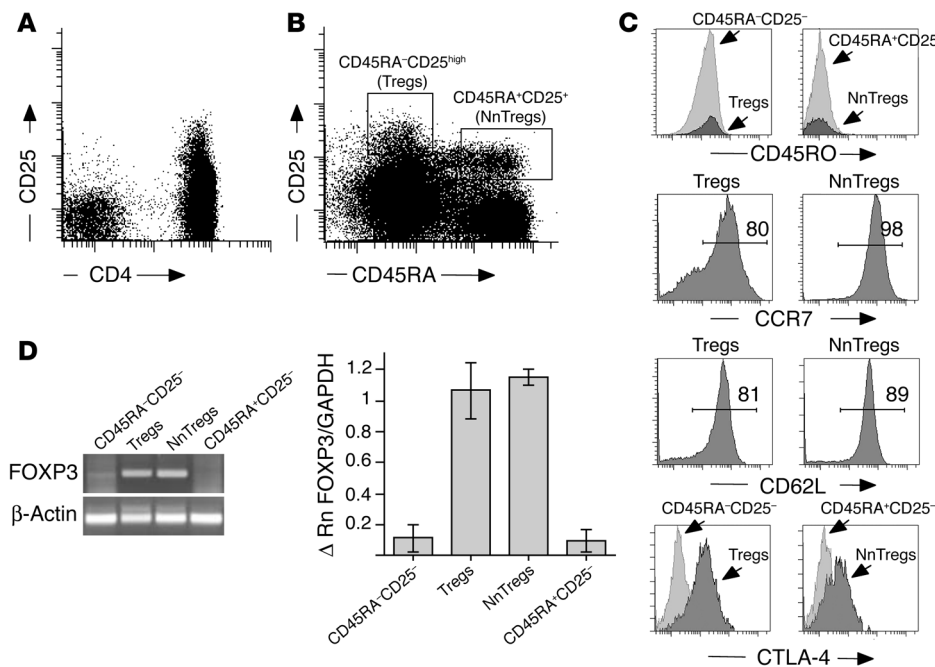 A
CD25
CD4
B
CD45RA⁻CD25ʰⁱᵍʰ
(Tregs)
CD45RA⁺CD25⁺
(NnTregs)
CD25
CD45RA
C
CD45RA⁻CD25⁻
CD45RA⁺CD25
Tregs
NnTregs
CD45RO
Tregs
NnTregs
80
98
CCR7
Tregs
NnTregs
81
89
CD62L
CD45RA⁻CD25⁻
CD45RA⁺CD25⁻
Tregs
NnTregs
CTLA-4
D
CD45RA⁻CD25⁻
Tregs
NnTregs
CD45RA⁺CD25⁻
FOXP3
β-Actin
Δ Rn FOXP3/GAPDH
1.2
1
0.8
0.6
0.4
0.2
CD45RA⁻CD25⁻
Tregs
NnTregs
CD45RA⁺CD25⁻